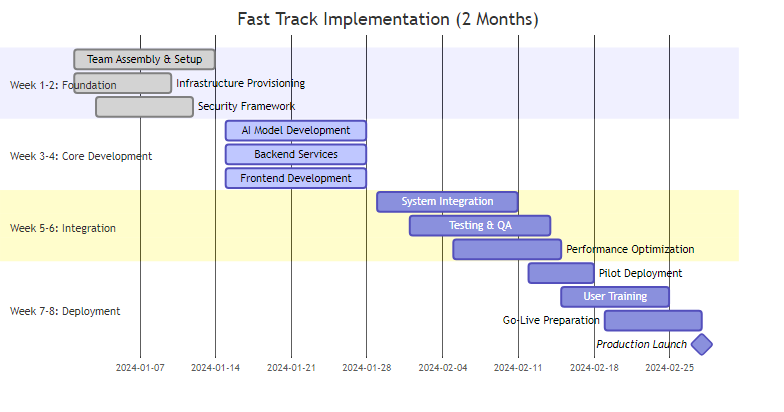 Fast Track Implementation (2 Months)
Week 1-2: Foundation
Team Assembly & Setup
Infrastructure Provisioning
Security Framework
Week 3-4: Core Development
AI Model Development
Backend Services
Frontend Development
Week 5-6: Integration
System Integration
Testing & QA
Performance Optimization
Week 7-8: Deployment
Pilot Deployment
User Training
Go-Live Preparation
Production Launch
2024-01-07
2024-01-14
2024-01-21
2024-01-28
2024-02-04
2024-02-11
2024-02-18
2024-02-25